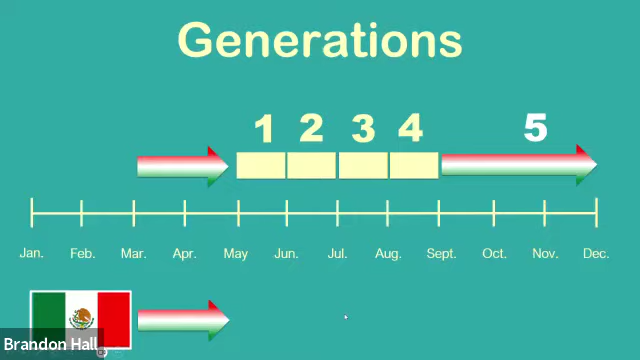 Generations
1 2 3 4 5
Jan. Feb. Mar. Apr. May Jun. Jul. Aug. Sept. Oct. Nov. Dec.
Brandon Hall